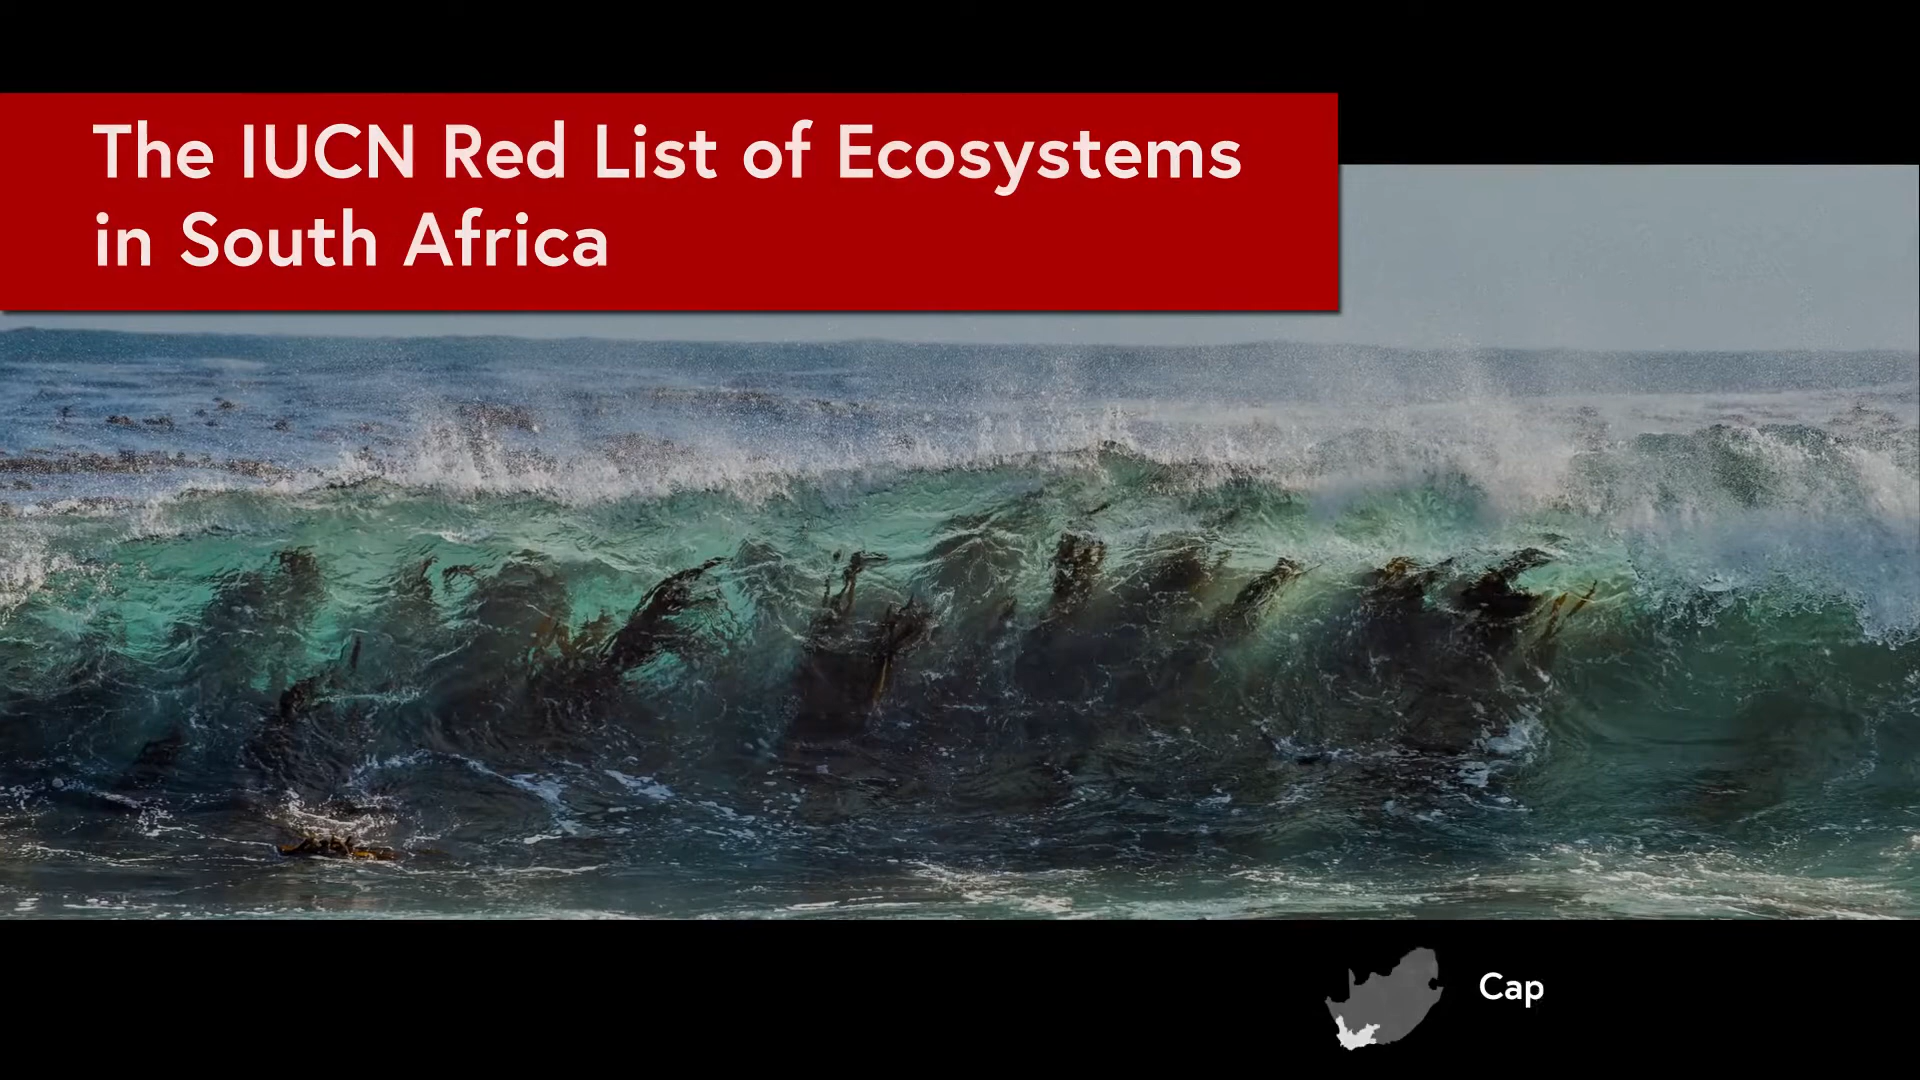 The IUCN Red List of Ecosystems
in South Africa
Cap